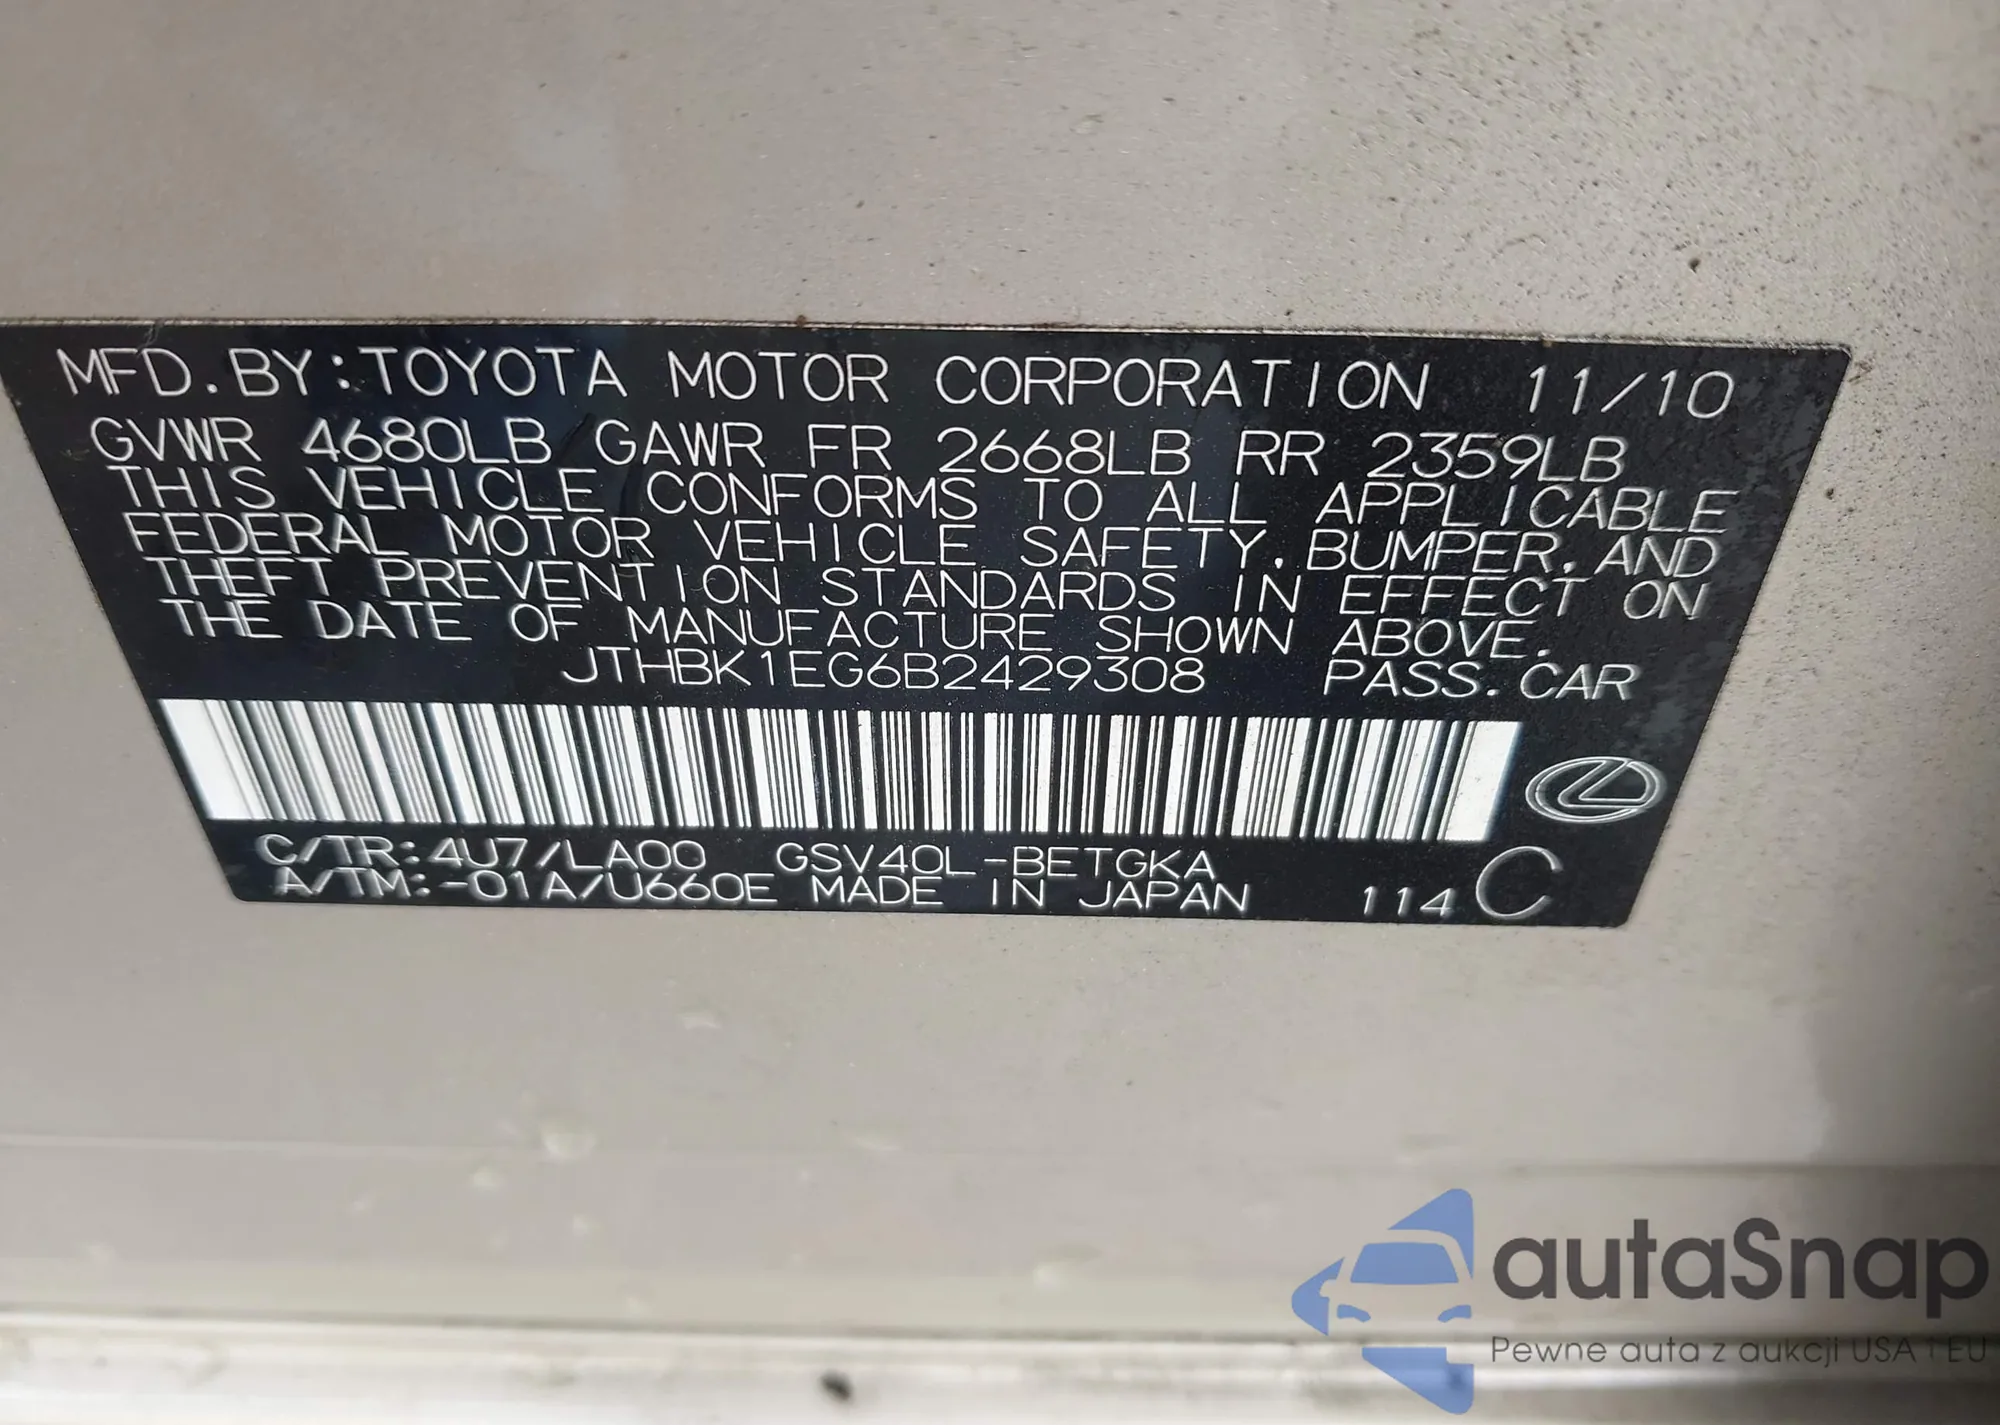 MFD. BY: TOYOTA MOTOR CORPORATION 11/10
GVWR 4680LB GAWR FR 2668LB RR 2359LB
THIS VEHICLE CONFORMS TO ALL APPLICABLE
FEDERAL MOTOR VEHICLE SAFETY, BUMPER, AND
THEFT PREVENTION STANDARDS IN EFFECT ON
THE DATE OF MANUFACTURE SHOWN ABOVE.
JTHBK1EG6B2429308 PASS. CAR
C/TR: 4U7/LA00 GSV40L-BETGKA
A/TM: -01A/U660E MADE IN JAPAN 114 C
autaSnap
Pewne auta z aukcji USA i EU